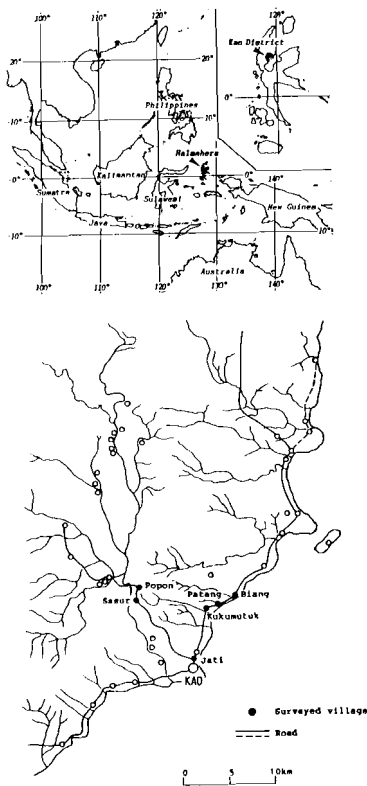 100° 110° 120° 130°
20° 20°
Kao District
Philippines
0°
10° 10°
Halmahera
0° 0° 140°
Kalimantan
Sumatra Sulawesi New Guinea
Java
-10° 10°
Australia
100° 110° 120° 130° 140°
Popon
Patang Biang
Sasur
Kukumutuk
Jati
KAO
Surveyed village
Road
0 5 10km